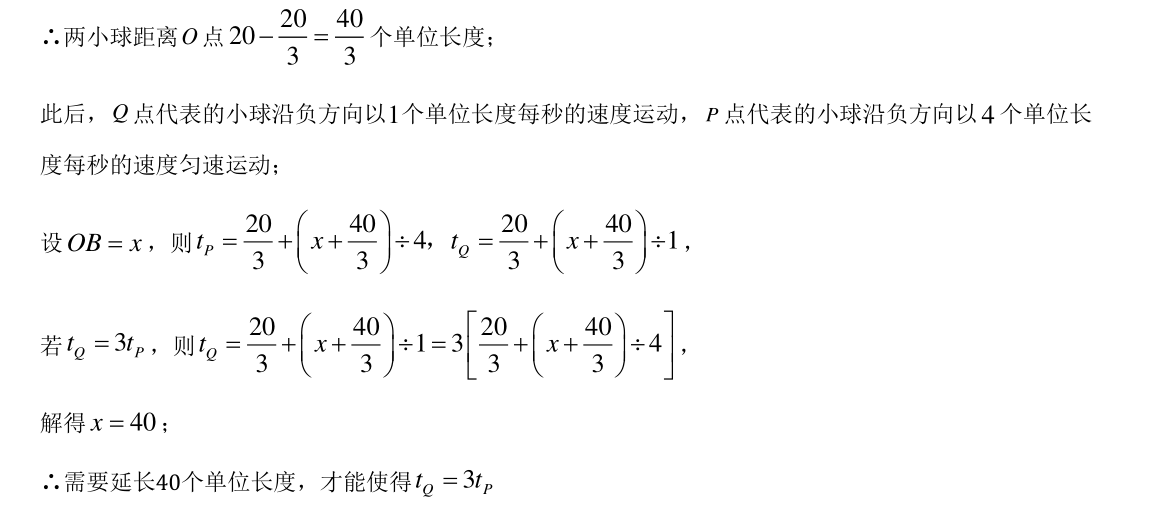 ∴两小球距离O点20−20/3=40/3个单位长度；
此后，Q点代表的小球沿负方向以1个单位长度每秒的速度运动，P点代表的小球沿负方向以4个单位长
度每秒的速度匀速运动；
设OB=x，则t_P=20/3+(x+40/3)÷4，t_Q=20/3+(x+40/3)÷1，
若t_Q=3t_P，则t_Q=20/3+(x+40/3)÷1=3[20/3+(x+40/3)÷4]，
解得x=40；
∴需要延长40个单位长度，才能使得t_Q=3t_P